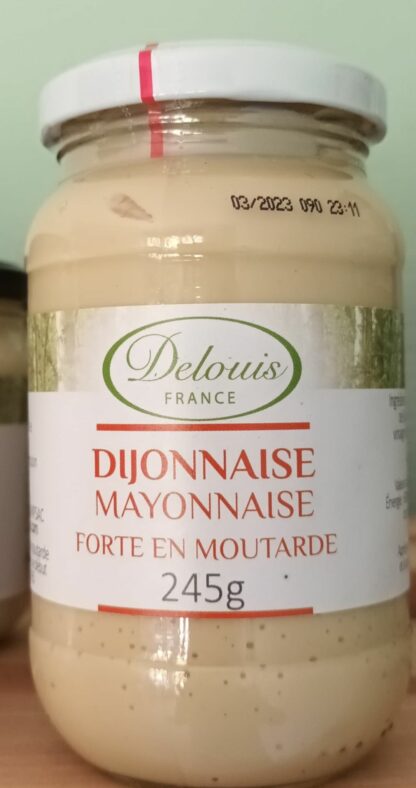 03/2023 090 23:11
Delouis
FRANCE
DIJONNAISE
MAYONNAISE
FORTE EN MOUTARDE
245g